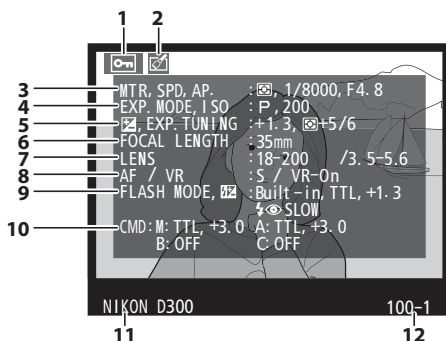 1 2
3 MTR, SPD, AP. : 1/8000, F4. 8
4 EXP. MODE, ISO : P, 200
5 , EXP. TUNING : +1. 3, +5/6
6 FOCAL LENGTH : 35mm
7 LENS : 18-200 /3. 5-5. 6
8 AF / VR : S / VR-On
9 FLASH MODE, : Built-in, TTL, +1. 3
SLOW
10 CMD: M: TTL, +3. 0 A: TTL, +3. 0
B: OFF C: OFF
NIKON D300 100-1
11 12